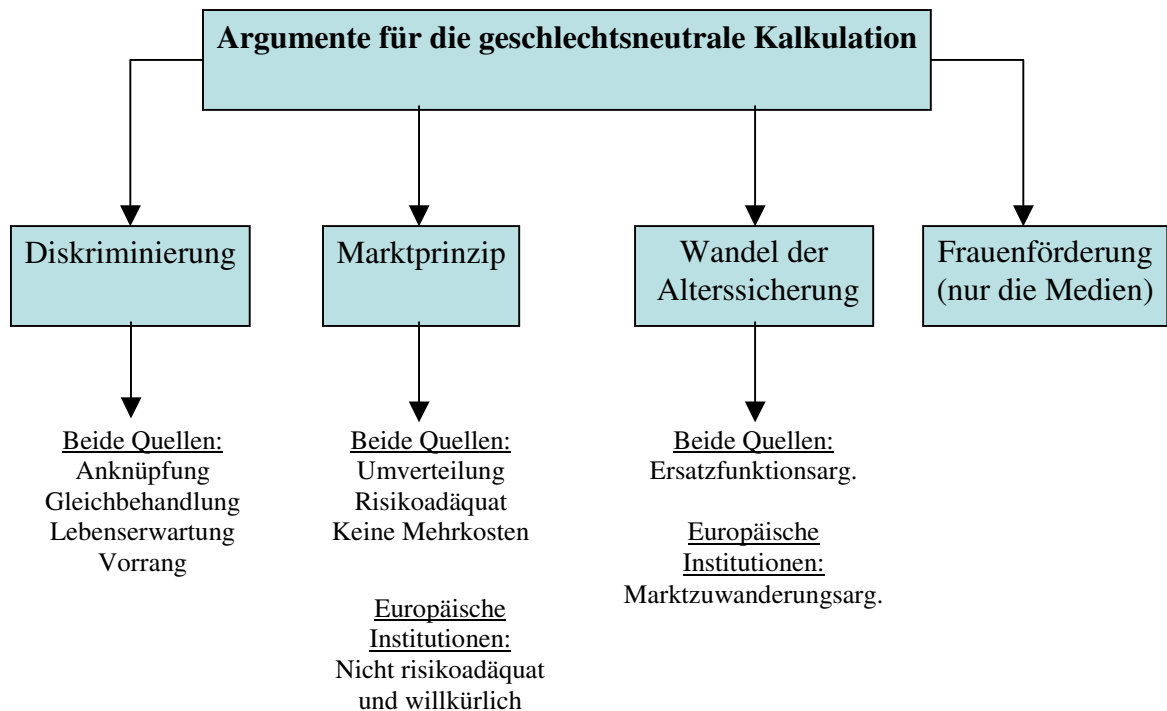 Argumente für die geschlechtsneutrale Kalkulation
Diskriminierung
Marktprinzip
Wandel der
Alterssicherung
Frauenförderung
(nur die Medien)
Beide Quellen:
Anknüpfung
Gleichbehandlung
Lebenserwartung
Vorrang
Beide Quellen:
Umverteilung
Risikoadäquat
Keine Mehrkosten
Europäische
Institutionen:
Nicht risikoadäquat
und willkürlich
Beide Quellen:
Ersatzfunktionsarg.
Europäische
Institutionen:
Marktzuwanderungsarg.